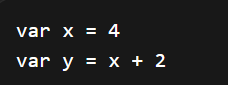 var x = 4
var y = x + 2